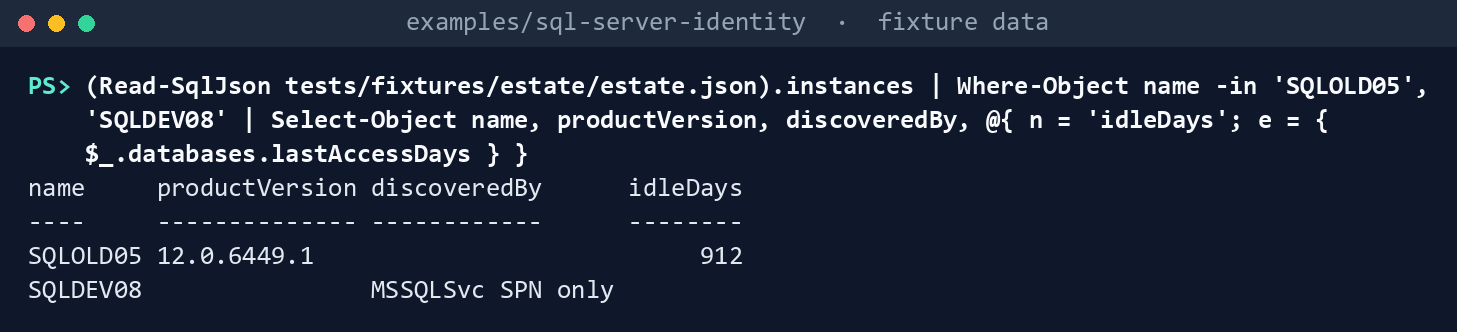 examples/sql-server-identity · fixture data
PS> (Read-SqlJson tests/fixtures/estate/estate.json).instances | Where-Object name -in 'SQLOLD05',
'SQLDEV08' | Select-Object name, productVersion, discoveredBy, @{ n = 'idleDays'; e = {
$_.databases.lastAccessDays } }
name     productVersion discoveredBy      idleDays
----     -------------- ------------      --------
SQLOLD05 12.0.6449.1                           912
SQLDEV08                MSSQLSvc SPN only